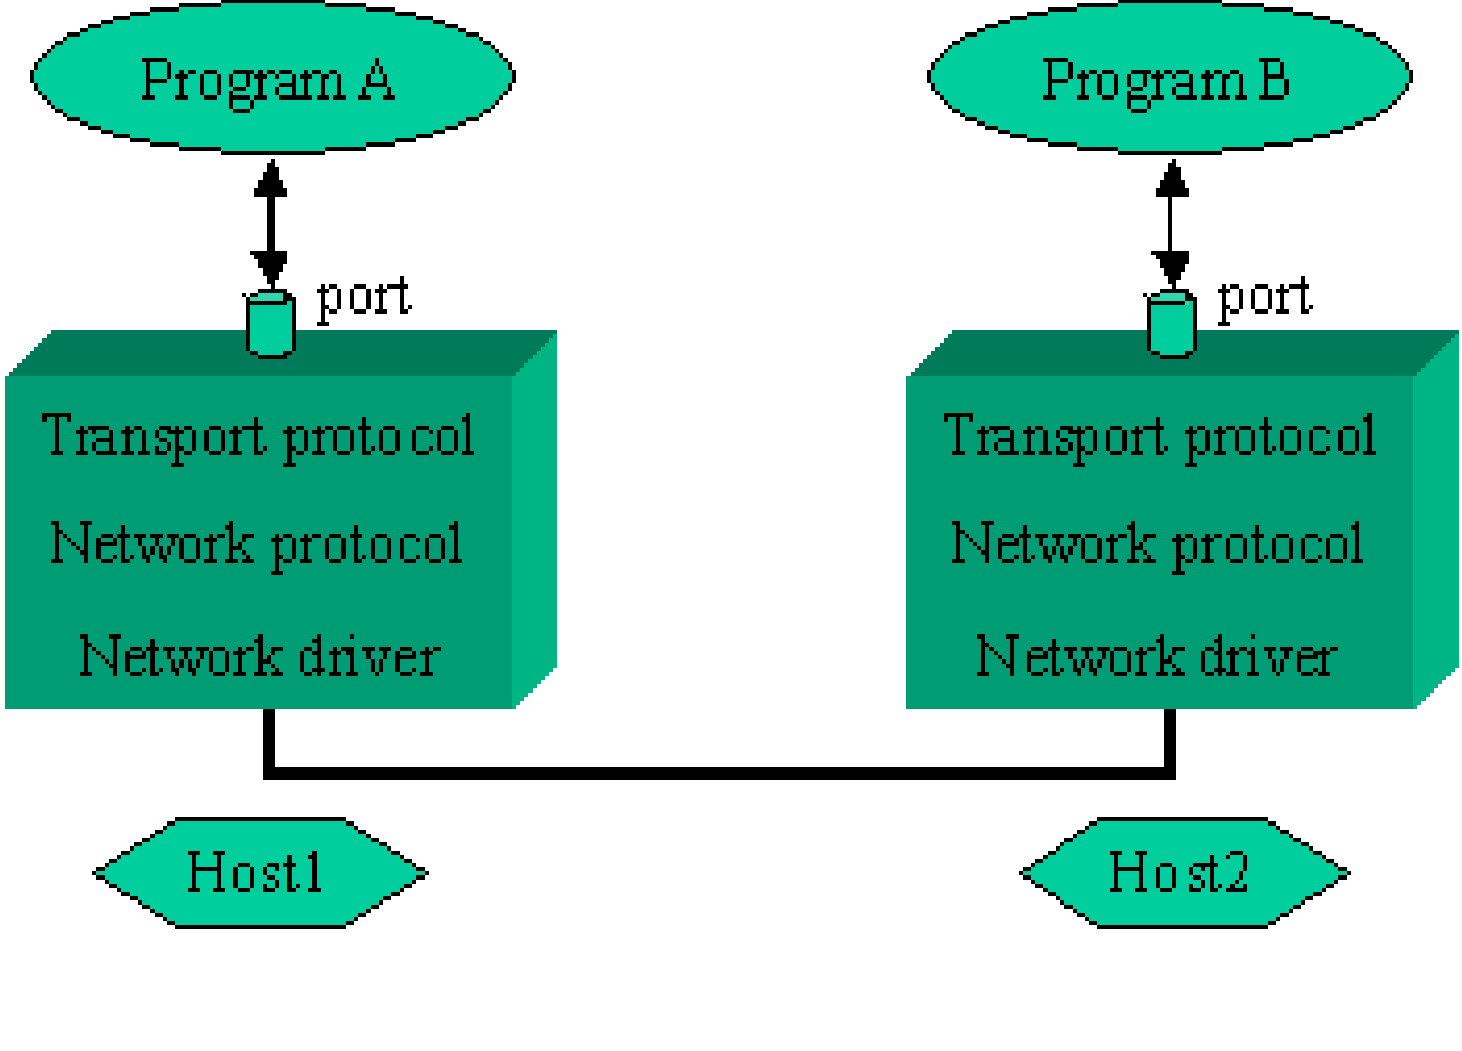 Program A
Program B
port
port
Transport protocol
Transport protocol
Network protocol
Network protocol
Network driver
Network driver
Host1
Host2